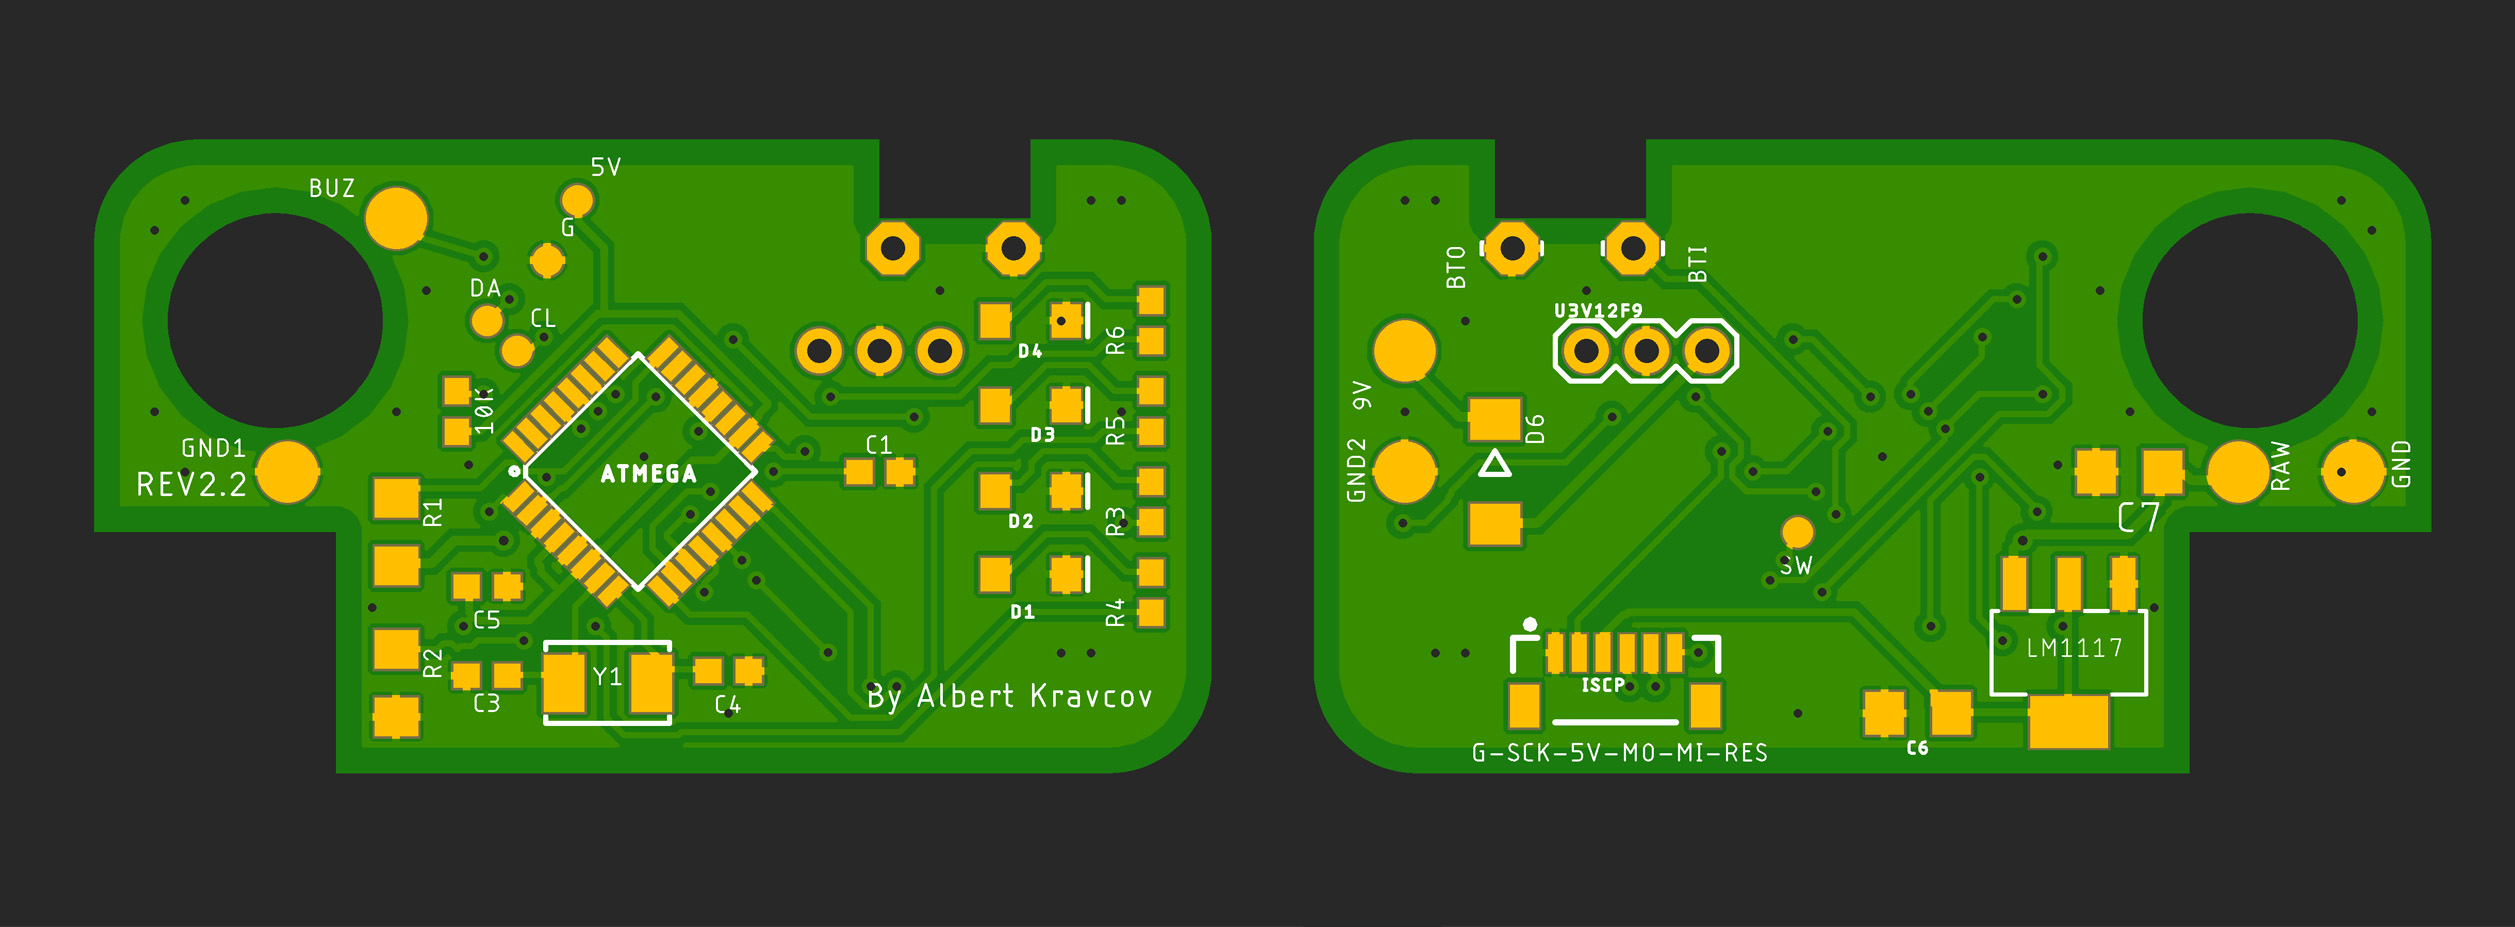 5V
BUZ
G
DA
CL
10K
GND1
REV2.2
R1
ATMEGA
C1
D4
R6
D3
R5
D2
R3
D1
R4
C5
R2
C3
Y1
C4
By Albert Kravcov
BTO
BTI
U3V12F9
9V
D6
GND2
RAW
GND
C7
SW
LM1117
ISCP
C6
G-SCK-5V-MO-MI-RES